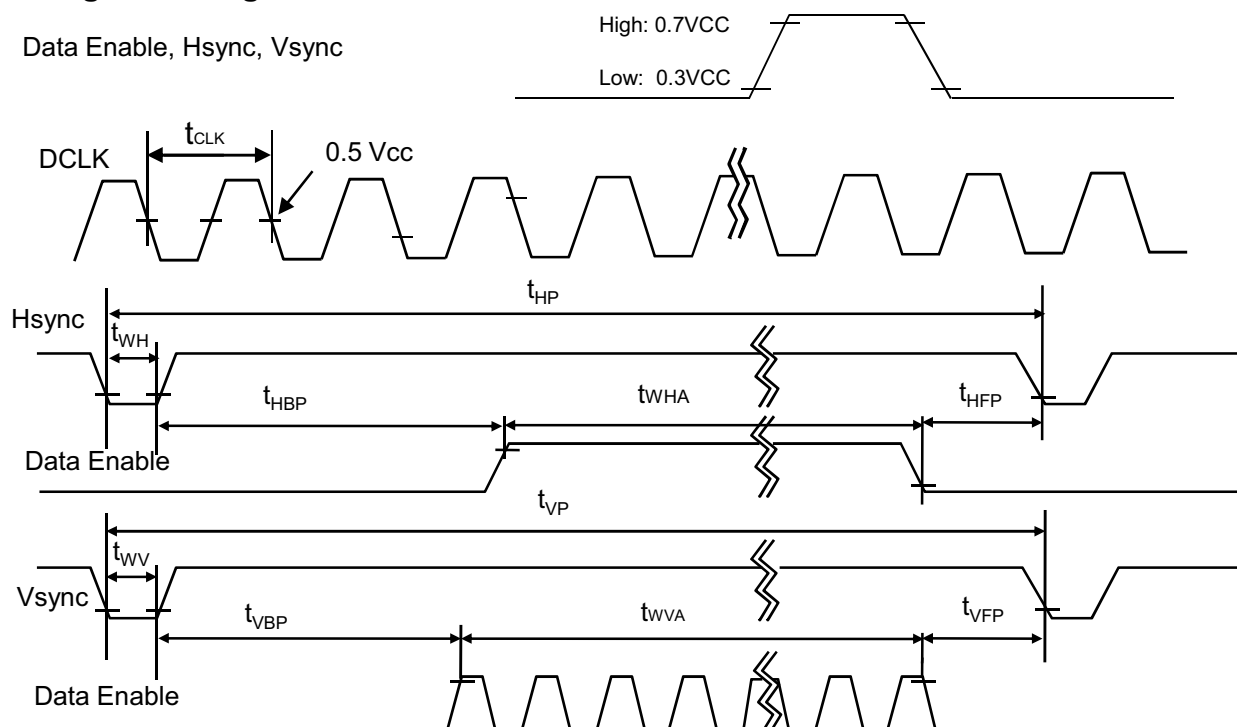 Data Enable, Hsync, Vsync
High: 0.7VCC
Low: 0.3VCC
tCLK
DCLK
0.5 Vcc
tHP
Hsync
tWH
tHBP
tWHA
tHFP
Data Enable
tVP
tWV
Vsync
tVBP
tWVA
tVFP
Data Enable